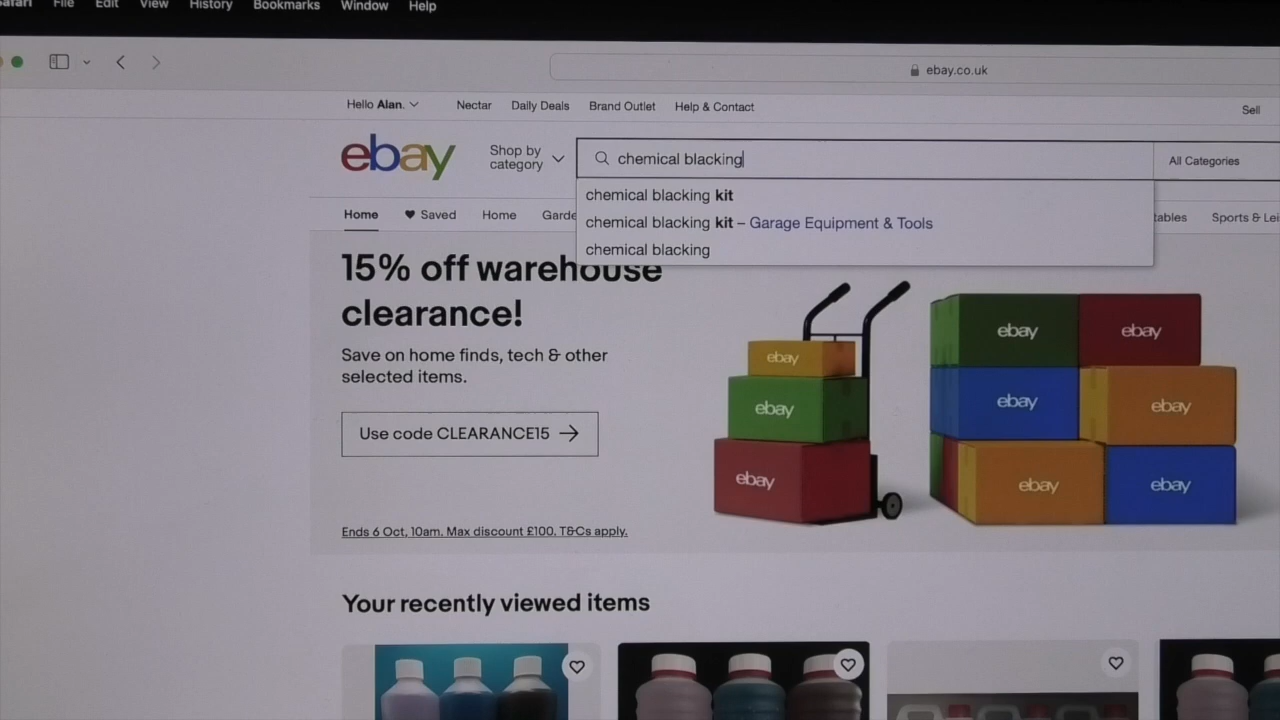 File Edit View History Bookmarks Window Help
ebay.co.uk
Hello Alan. Nectar Daily Deals Brand Outlet Help & Contact Sell
ebay Shop by category chemical blacking All Categories
chemical blacking kit
chemical blacking kit – Garage Equipment & Tools
chemical blacking
Home Saved Home Garde tables Sports & Lei
15% off warehouse
clearance!
Save on home finds, tech & other
selected items.
Use code CLEARANCE15
Ends 6 Oct, 10am. Max discount £100. T&Cs apply.
ebay
ebay
ebay
ebay ebay
ebay ebay
ebay ebay
Your recently viewed items